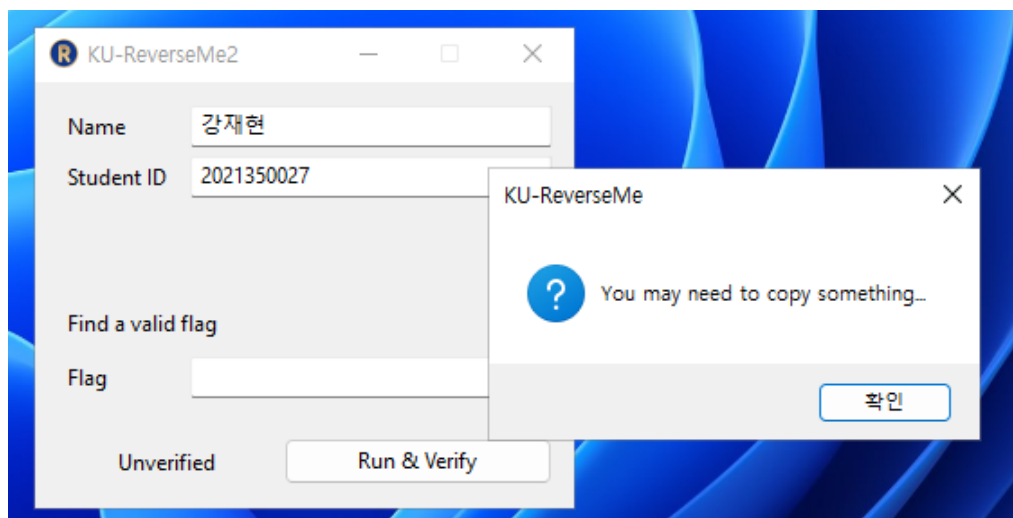 KU-ReverseMe2
Name 강재현
Student ID 2021350027
KU-ReverseMe
You may need to copy something...
Find a valid flag
Flag
확인
Unverified Run & Verify